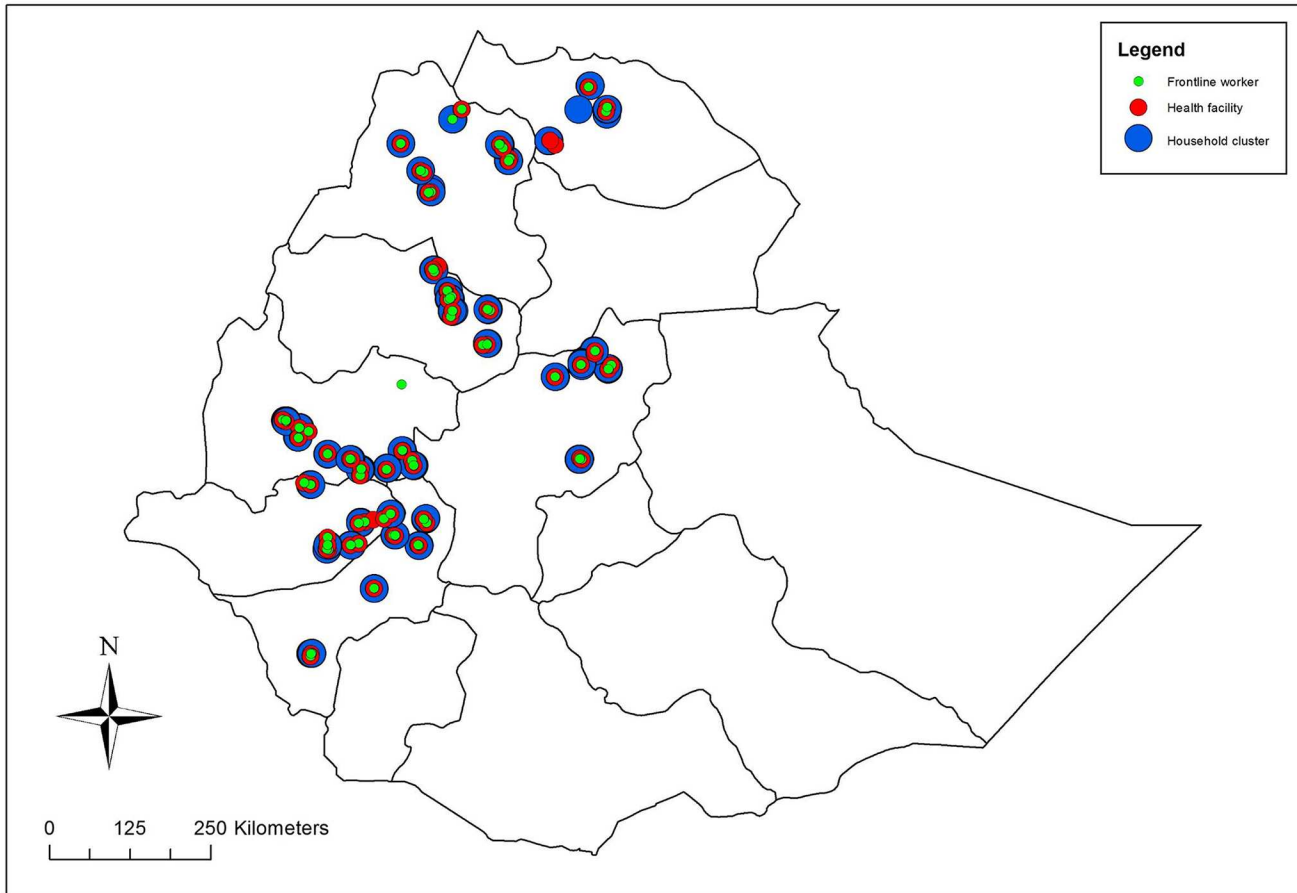 Legend
Frontline worker
Health facility
Household cluster
N
0 125 250 Kilometers